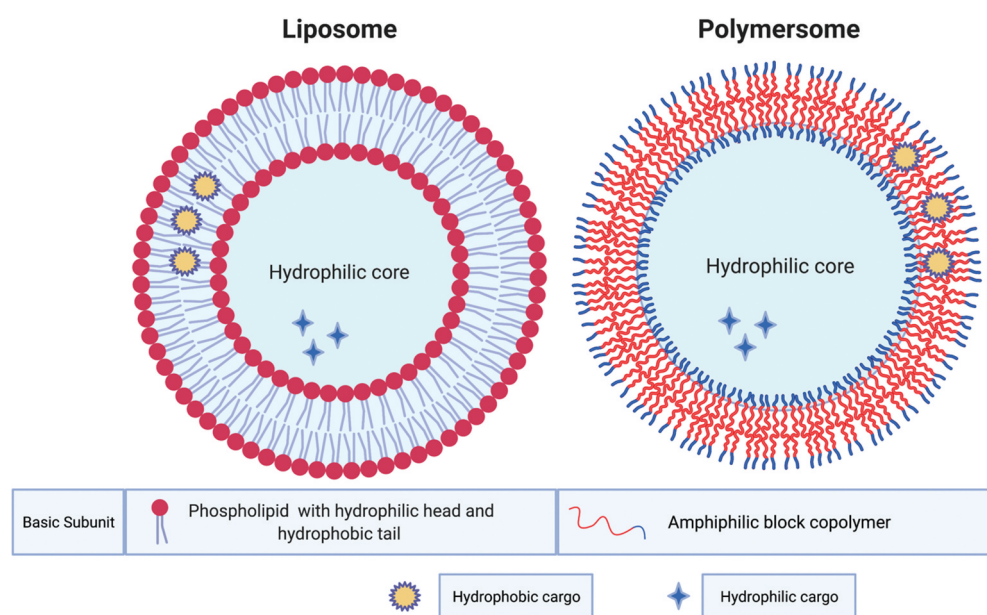 Liposome
Polymersome
Hydrophilic core
Hydrophilic core
Basic Subunit
Phospholipid with hydrophilic head and
hydrophobic tail
Amphiphilic block copolymer
Hydrophobic cargo
Hydrophilic cargo